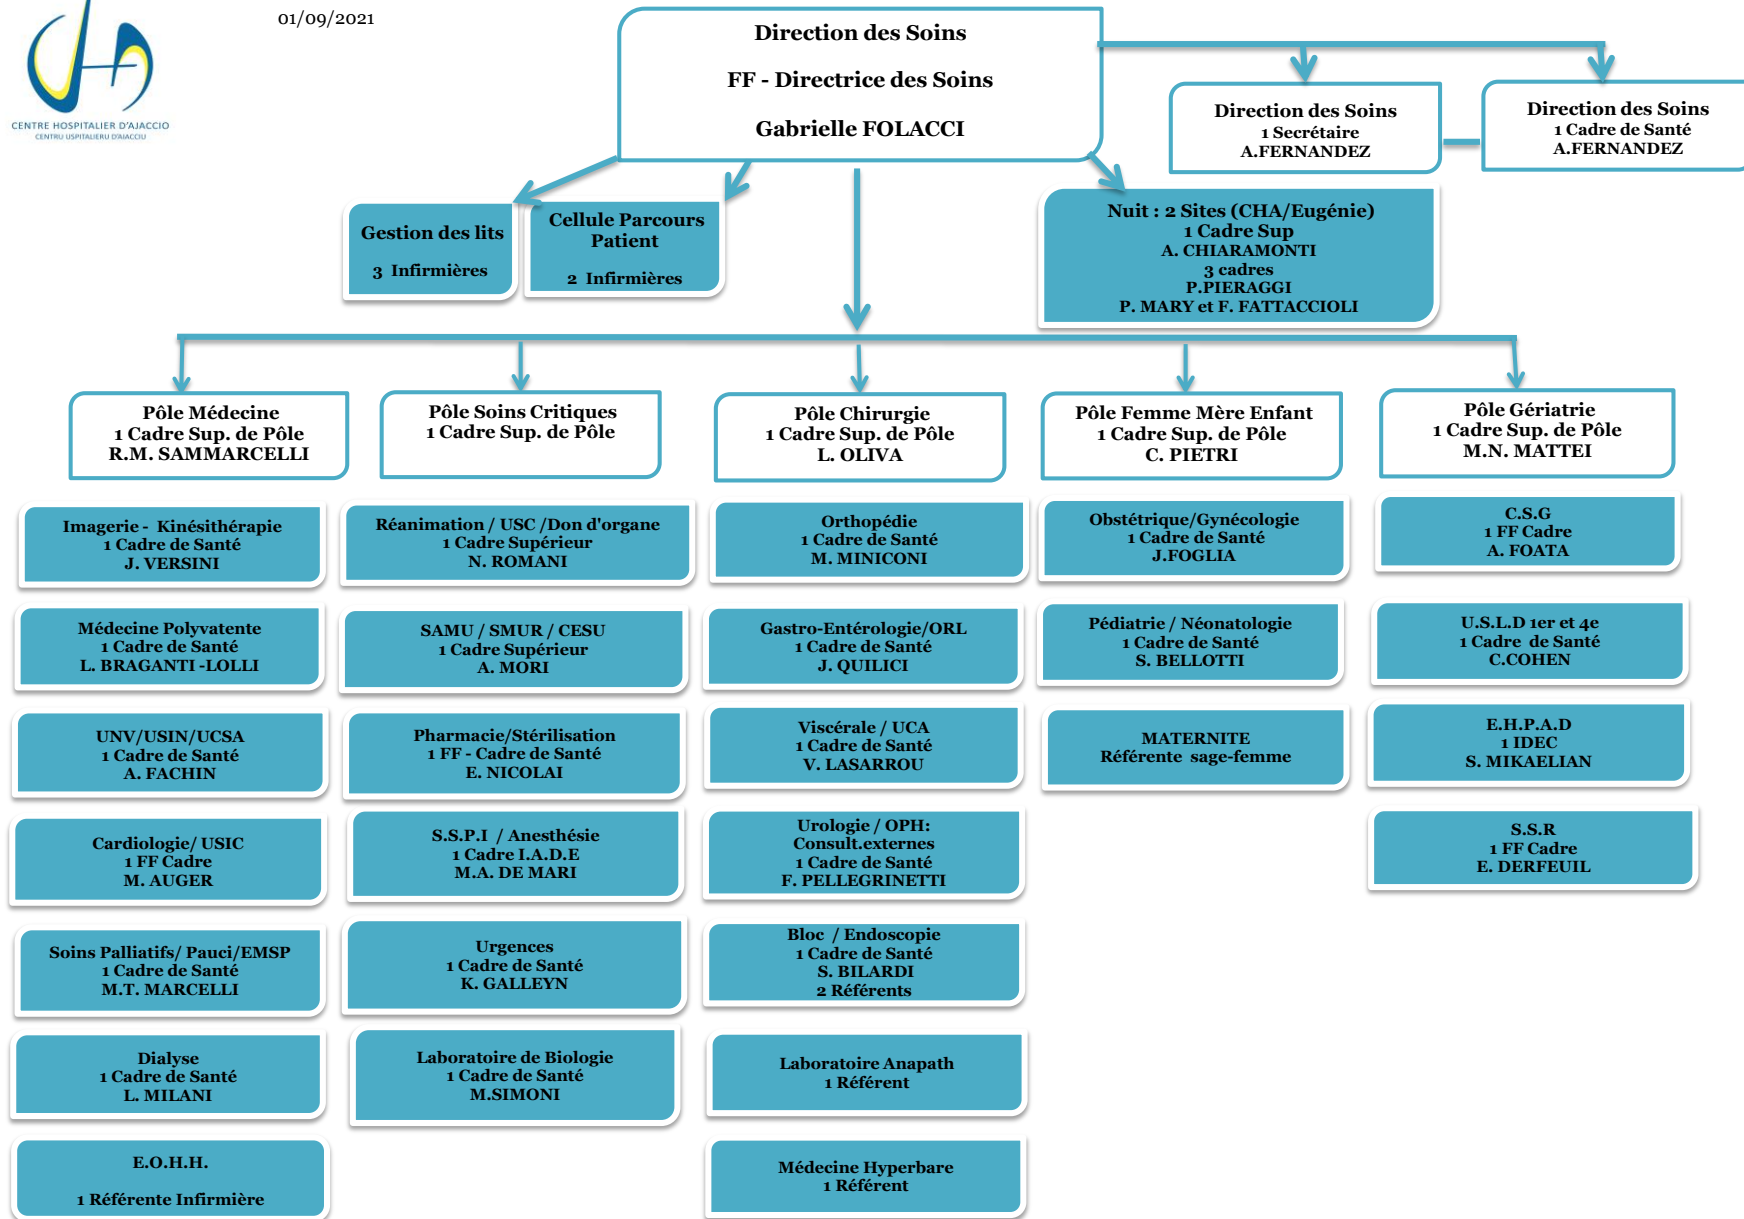 01/09/2021
CENTRE HOSPITALIER D'AJACCIO
CENTRU USPITALIERU D'AIACCIU
Direction des Soins
FF - Directrice des Soins
Gabrielle FOLACCI
Direction des Soins
1 Secrétaire
A.FERNANDEZ
Direction des Soins
1 Cadre de Santé
A.FERNANDEZ
Gestion des lits
3 Infirmières
Cellule Parcours
Patient
2 Infirmières
Nuit : 2 Sites (CHA/Eugénie)
1 Cadre Sup
A. CHIARAMONTI
3 cadres
P.PIERAGGI
P. MARY et F. FATTACCIOLI
Pôle Médecine
1 Cadre Sup. de Pôle
R.M. SAMMARCELLI
Pôle Soins Critiques
1 Cadre Sup. de Pôle
Pôle Chirurgie
1 Cadre Sup. de Pôle
L. OLIVA
Pôle Femme Mère Enfant
1 Cadre Sup. de Pôle
C. PIETRI
Pôle Gériatrie
1 Cadre Sup. de Pôle
M.N. MATTEI
Imagerie - Kinésithérapie
1 Cadre de Santé
J. VERSINI
Médecine Polyvatente
1 Cadre de Santé
L. BRAGANTI -LOLLI
UNV/USIN/UCSA
1 Cadre de Santé
A. FACHIN
Cardiologie/ USIC
1 FF Cadre
M. AUGER
Soins Palliatifs/ Pauci/EMSP
1 Cadre de Santé
M.T. MARCELLI
Dialyse
1 Cadre de Santé
L. MILANI
E.O.H.H.
1 Référente Infirmière
Réanimation / USC /Don d'organe
1 Cadre Supérieur
N. ROMANI
SAMU / SMUR / CESU
1 Cadre Supérieur
A. MORI
Pharmacie/Stérilisation
1 FF - Cadre de Santé
E. NICOLAI
S.S.P.I / Anesthésie
1 Cadre I.A.D.E
M.A. DE MARI
Urgences
1 Cadre de Santé
K. GALLEYN
Laboratoire de Biologie
1 Cadre de Santé
M.SIMONI
Orthopédie
1 Cadre de Santé
M. MINICONI
Gastro-Entérologie/ORL
1 Cadre de Santé
J. QUILICI
Viscérale / UCA
1 Cadre de Santé
V. LASARROU
Urologie / OPH:
Consult.externes
1 Cadre de Santé
F. PELLEGRINETTI
Bloc / Endoscopie
1 Cadre de Santé
S. BILARDI
2 Référents
Laboratoire Anapath
1 Référent
Médecine Hyperbare
1 Référent
Obstétrique/Gynécologie
1 Cadre de Santé
J.FOGLIA
Pédiatrie / Néonatologie
1 Cadre de Santé
S. BELLOTTI
MATERNITE
Référente sage-femme
C.S.G
1 FF Cadre
A. FOATA
U.S.L.D 1er et 4e
1 Cadre de Santé
C.COHEN
E.H.P.A.D
1 IDEC
S. MIKAELIAN
S.S.R
1 FF Cadre
E. DERFEUIL